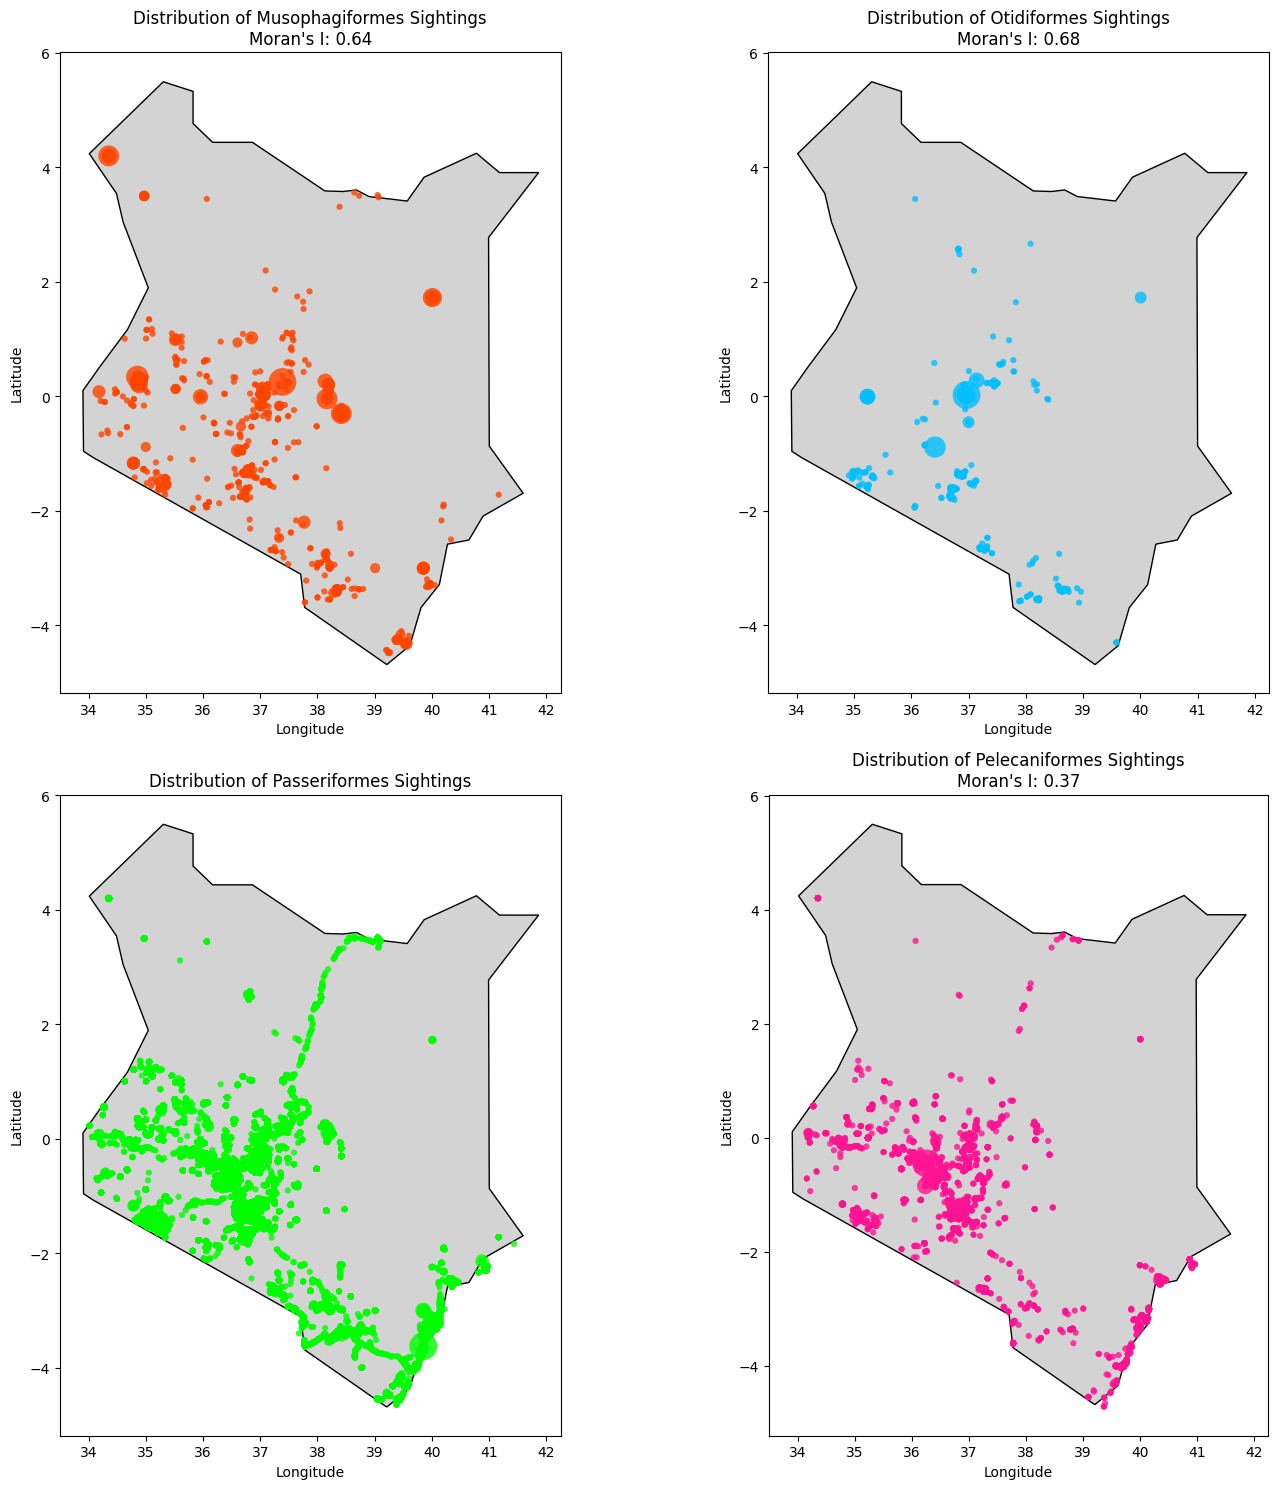 Distribution of Musophagiformes Sightings
Moran's I: 0.64
6
4
2
0
−2
−4
Latitude
34 35 36 37 38 39 40 41 42
Longitude
Distribution of Otidiformes Sightings
Moran's I: 0.68
6
4
2
0
−2
−4
Latitude
34 35 36 37 38 39 40 41 42
Longitude
Distribution of Passeriformes Sightings
6
4
2
0
−2
−4
Latitude
34 35 36 37 38 39 40 41 42
Longitude
Distribution of Pelecaniformes Sightings
Moran's I: 0.37
6
4
2
0
−2
−4
Latitude
34 35 36 37 38 39 40 41 42
Longitude